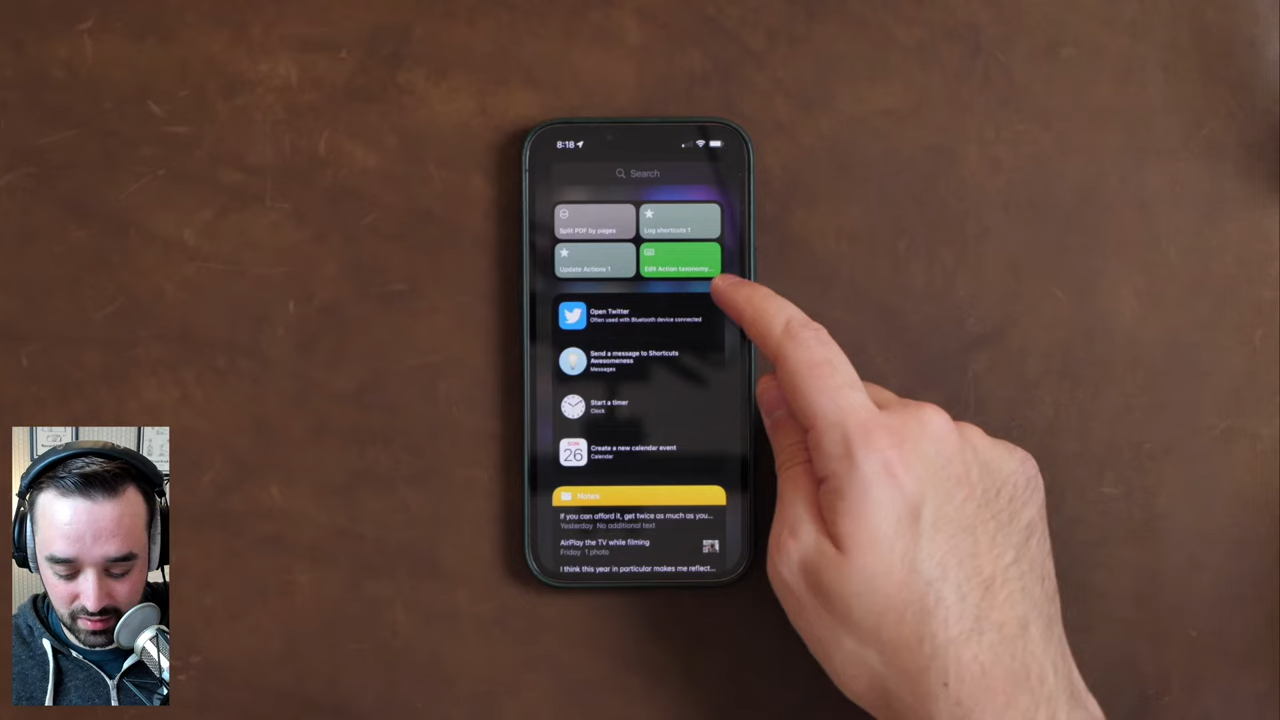 8:18
Search
Split PDF by pages
Log shortcuts 1
Update Actions 1
Edit Action taxonomy...
Open Twitter
Often used with Bluetooth device connected
Send a message to Shortcuts
Awesomeness
Messages
Start a timer
Clock
SUN
26
Create a new calendar event
Calendar
Notes
If you can afford it, get twice as much as you...
Yesterday No additional text
AirPlay the TV while filming
Friday 1 photo
I think this year in particular makes me reflect...